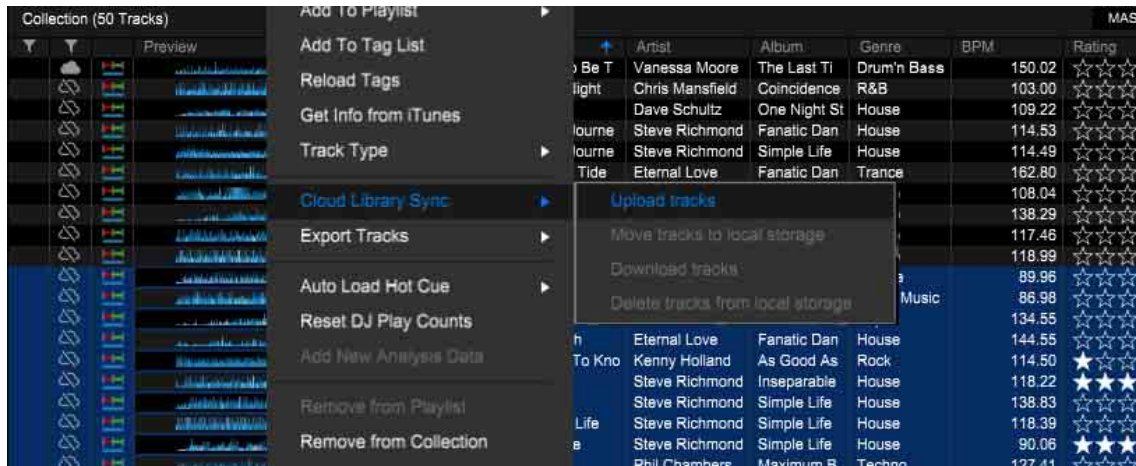 Collection (50 Tracks) MAS
Add To Playlist
Preview Artist Album Genre BPM Rating
Add To Tag List
Be T Vanessa Moore The Last Ti Drum'n Bass 150.02
Reload Tags
light Chris Mansfield Coincidence R&B 103.00
Dave Schultz One Night St House 109.22
Get Info from iTunes
Journe Steve Richmond Fanatic Dan House 114.53
Track Type
Journe Steve Richmond Simple Life House 114.49
Tide Eternal Love Fanatic Dan Trance 162.80
Cloud Library Sync Upload tracks 108.04
138.29
Export Tracks Move tracks to local storage 117.46
118.99
Download tracks
Auto Load Hot Cue 89.96
Delete tracks from local storage Music 86.98
Reset DJ Play Counts 134.55
h Eternal Love Fanatic Dan House 144.55
Add New Analysis Data To Kno Kenny Holland As Good As Rock 114.50
Steve Richmond Inseparable House 118.22
Remove from Playlist Steve Richmond Simple Life House 138.83
Life Steve Richmond Simple Life House 118.39
Remove from Collection e Steve Richmond Simple Life House 90.06
Phil Chambers Maximum B Techno 127.41